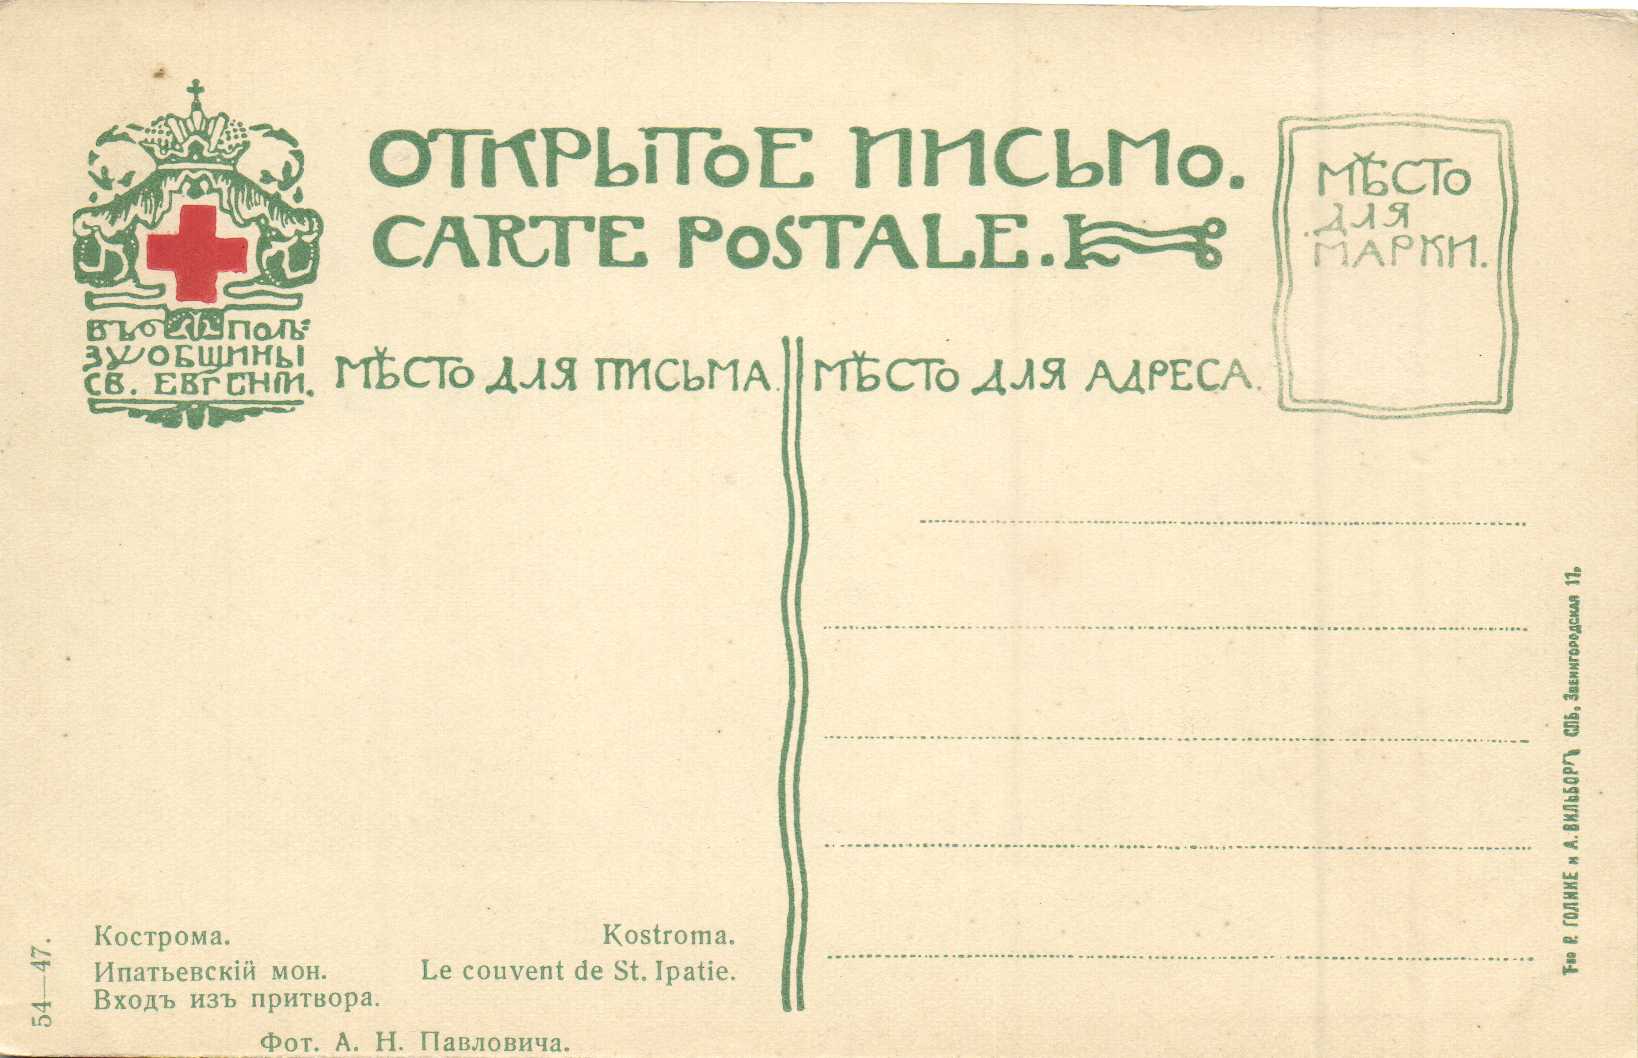 ОТКРЫТОЕ ПИСЬМО.
CARTE POSTALE.
МѢСТО
ДЛЯ
МАРКИ.
ВЪ ПОЛЬ-
ЗУ ОБЩИНЫ
СВ. ЕВГЕНІИ.
МѢСТО ДЛЯ ПИСЬМА.
МѢСТО ДЛЯ АДРЕСА.
Кострома.
Kostroma.
Ипатьевскій мон.
Le couvent de St. Ipatie.
Входъ изъ притвора.
Фот. А. Н. Павловича.
54—47.
Т-во Р. ГОЛИКЕ и А. ВИЛЬБОРГЪ СПБ. Звенигородская 11.